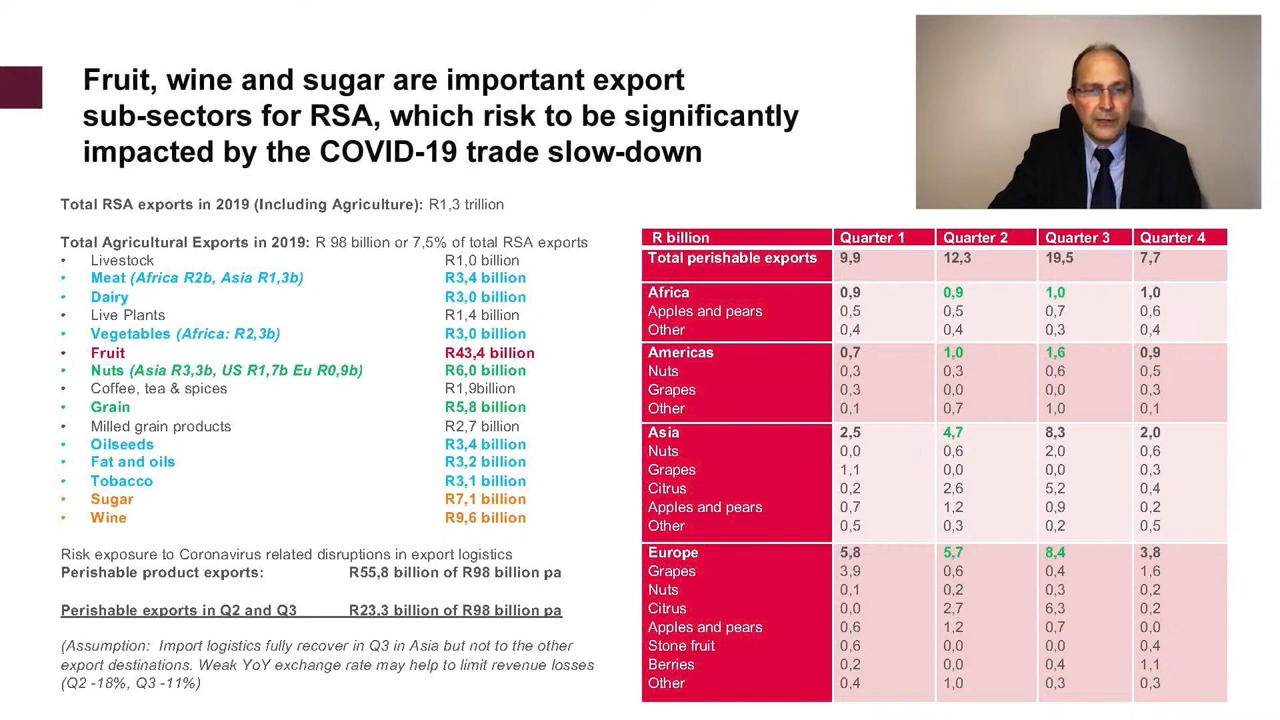 Fruit, wine and sugar are important export
sub-sectors for RSA, which risk to be significantly
impacted by the COVID-19 trade slow-down
Total RSA exports in 2019 (Including Agriculture): R1,3 trillion
Total Agricultural Exports in 2019: R 98 billion or 7,5% of total RSA exports
• Livestock R1,0 billion
• Meat (Africa R2b, Asia R1,3b) R3,4 billion
• Dairy R3,0 billion
• Live Plants R1,4 billion
• Vegetables (Africa: R2,3b) R3,0 billion
• Fruit R43,4 billion
• Nuts (Asia R3,3b, US R1,7b Eu R0,9b) R6,0 billion
• Coffee, tea & spices R1,9billion
• Grain R5,8 billion
• Milled grain products R2,7 billion
• Oilseeds R3,4 billion
• Fat and oils R3,2 billion
• Tobacco R3,1 billion
• Sugar R7,1 billion
• Wine R9,6 billion
Risk exposure to Coronavirus related disruptions in export logistics
Perishable product exports: R55,8 billion of R98 billion pa
Perishable exports in Q2 and Q3 R23,3 billion of R98 billion pa
(Assumption: Import logistics fully recover in Q3 in Asia but not to the other
export destinations. Weak YoY exchange rate may help to limit revenue losses
(Q2 -18%, Q3 -11%)
R billion Quarter 1 Quarter 2 Quarter 3 Quarter 4
Total perishable exports 9,9 12,3 19,5 7,7
Africa 0,9 0,9 1,0 1,0
Apples and pears 0,5 0,5 0,7 0,6
Other 0,4 0,4 0,3 0,4
Americas 0,7 1,0 1,6 0,9
Nuts 0,3 0,3 0,6 0,5
Grapes 0,3 0,0 0,0 0,3
Other 0,1 0,7 1,0 0,1
Asia 2,5 4,7 8,3 2,0
Nuts 0,0 0,6 2,0 0,6
Grapes 1,1 0,0 0,0 0,3
Citrus 0,2 2,6 5,2 0,4
Apples and pears 0,7 1,2 0,9 0,2
Other 0,5 0,3 0,2 0,5
Europe 5,8 5,7 8,4 3,8
Grapes 3,9 0,6 0,4 1,6
Nuts 0,1 0,2 0,3 0,2
Citrus 0,0 2,7 6,3 0,2
Apples and pears 0,6 1,2 0,7 0,0
Stone fruit 0,6 0,0 0,0 0,4
Berries 0,2 0,0 0,4 1,1
Other 0,4 1,0 0,3 0,3